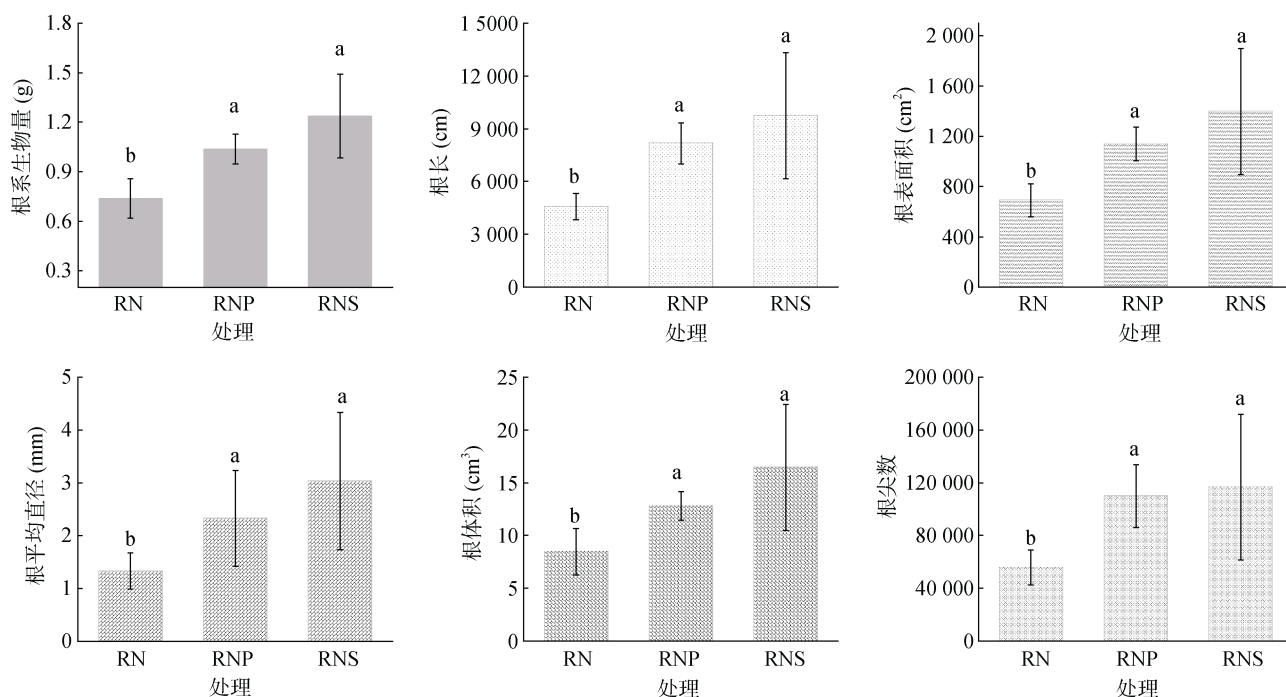 根系生物量 (g)
1.8
1.5
1.2
0.9
0.6
0.3
b
a
a
RN
RNP
RNS
处理
根长 (cm)
1 5000
12 000
9 000
6 000
3 000
0
b
a
a
RN
RNP
RNS
处理
根表面积 (cm²)
2 000
1 600
1200
800
400
0
b
a
a
RN
RNP
RNS
处理
根平均直径 (mm)
5
4
3
2
1
0
b
a
a
RN
RNP
RNS
处理
根体积 (cm³)
25
20
15
10
5
0
b
a
a
RN
RNP
RNS
处理
根尖数
200 000
160 000
120 000
80 000
40 000
0
b
a
a
RN
RNP
RNS
处理